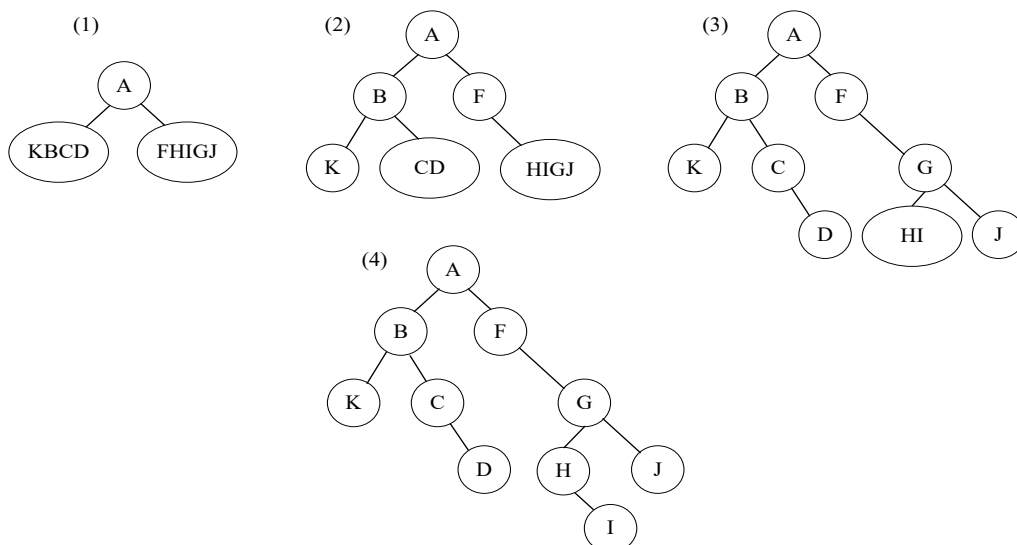 (1)
A
KBCD FHIGJ
(2)
A
B F
K CD HIGJ
(3)
A
B F
K C G
D HI J
(4)
A
B F
K C G
D H J
I